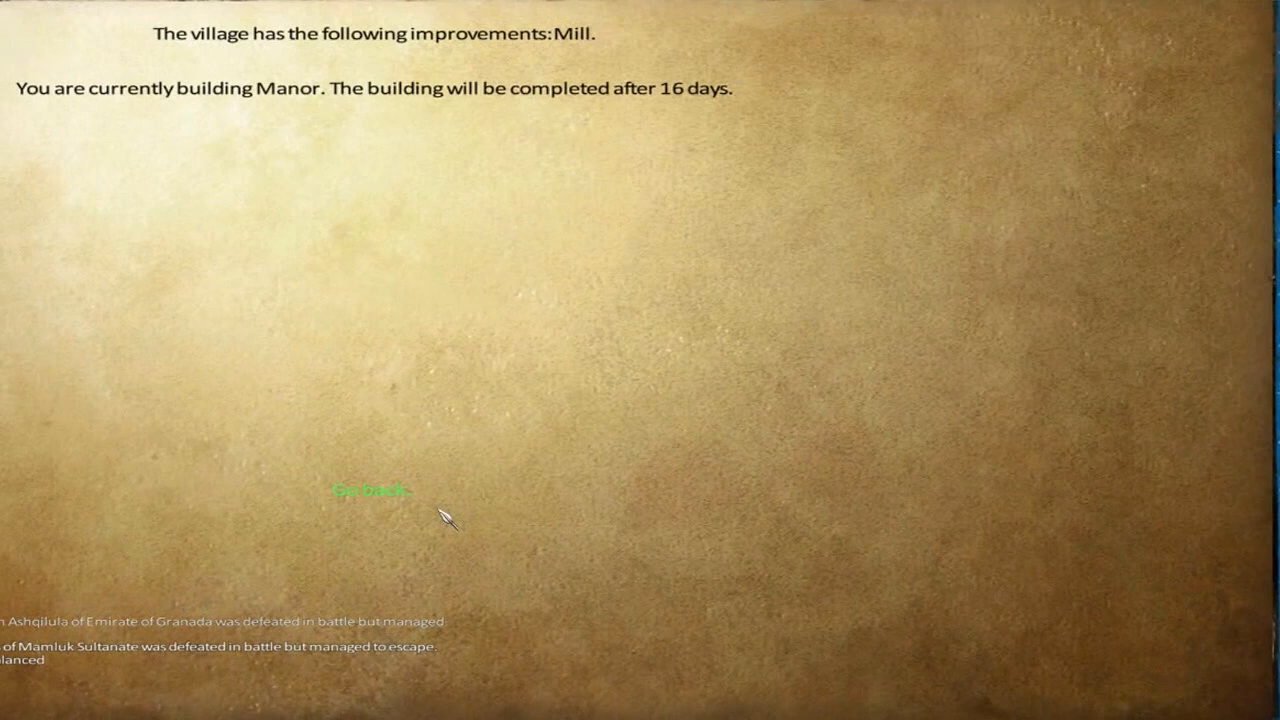 The village has the following improvements: Mill.
You are currently building Manor. The building will be completed after 16 days.
Go back.
Ashqilula of Emirate of Granada was defeated in battle but managed
of Mamluk Sultanate was defeated in battle but managed to escape.